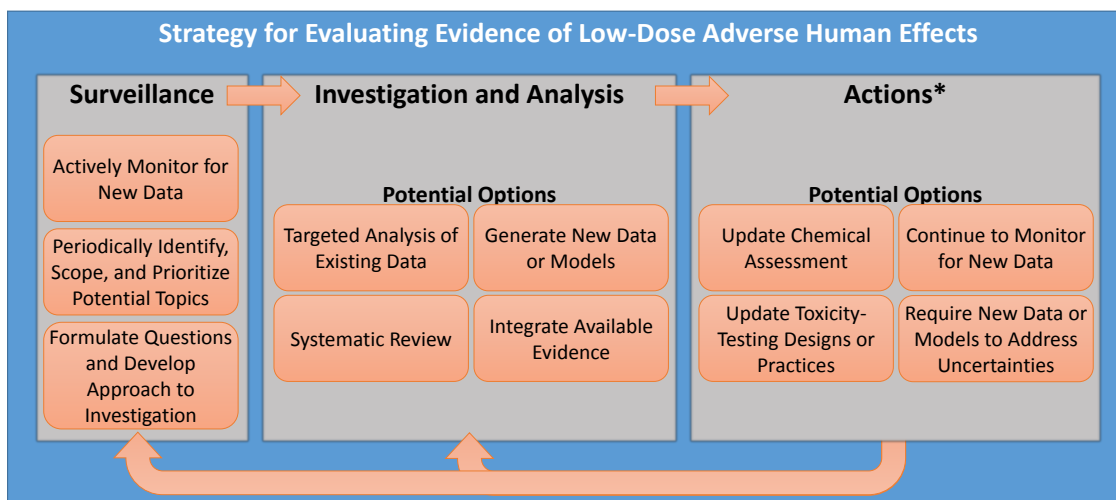 Strategy for Evaluating Evidence of Low-Dose Adverse Human Effects
Surveillance
Actively Monitor for
New Data
Periodically Identify,
Scope, and Prioritize
Potential Topics
Formulate Questions
and Develop
Approach to
Investigation
Investigation and Analysis
Potential Options
Targeted Analysis of
Existing Data
Generate New Data
or Models
Systematic Review
Integrate Available
Evidence
Actions*
Potential Options
Update Chemical
Assessment
Continue to Monitor
for New Data
Update Toxicity-
Testing Designs or
Practices
Require New Data or
Models to Address
Uncertainties